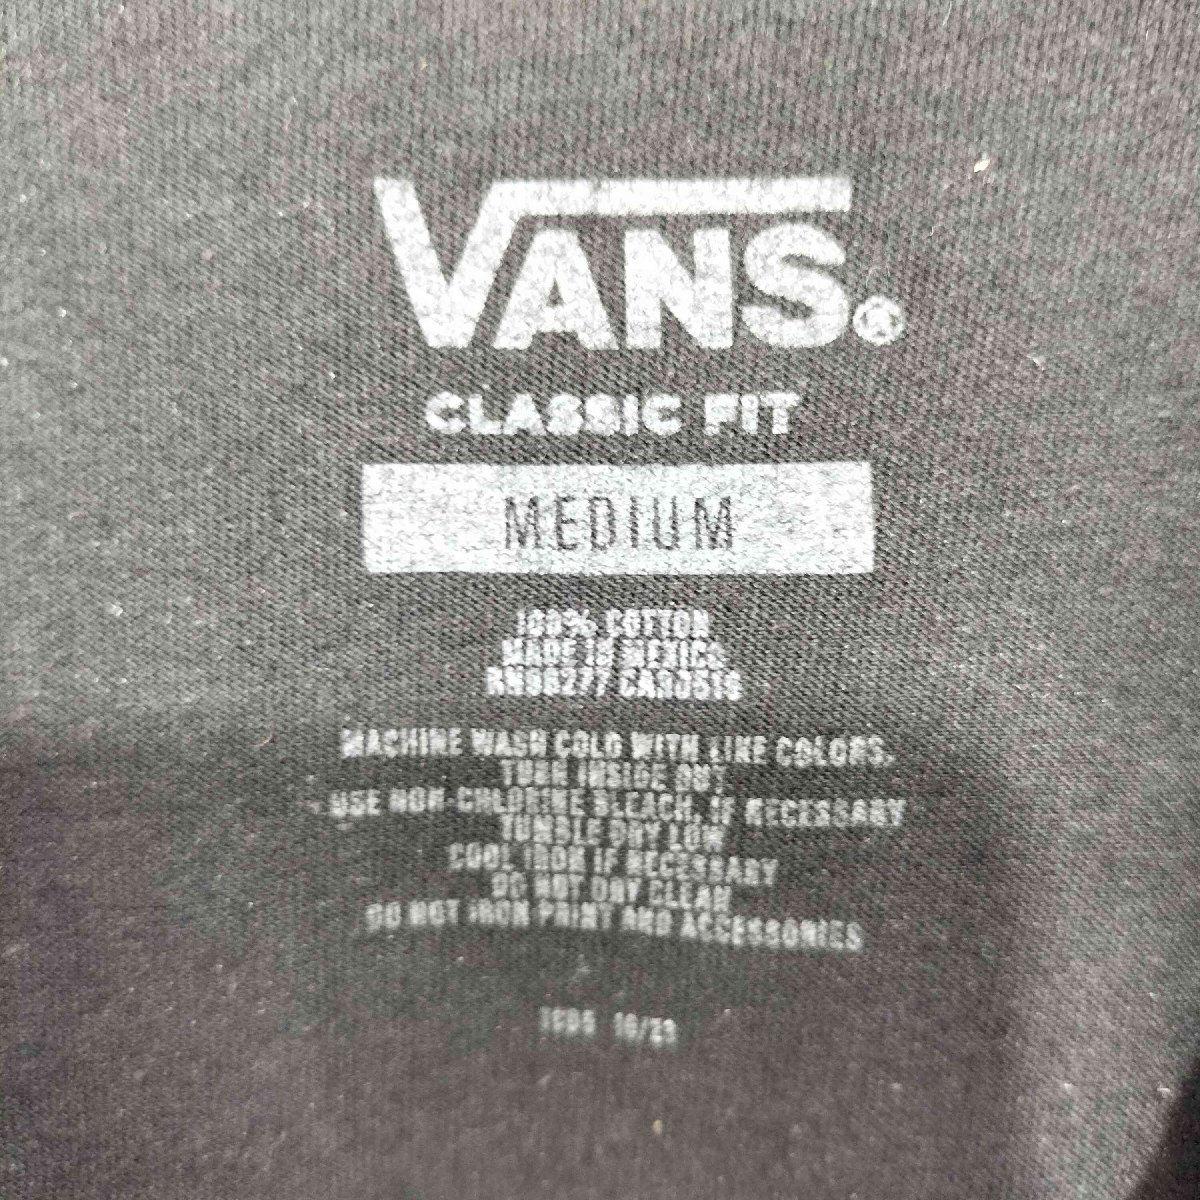 VANS®
CLASSIC FIT
MEDIUM
100% COTTON
MADE IN MEXICO
MACHINE WASH COLD WITH LIKE COLORS.
TURN INSIDE OUT
USE NON-CHLORINE BLEACH, IF NECESSARY
TUMBLE DRY LOW
COOL IRON IF NECESSARY
DO NOT DRY CLEAN
DO NOT IRON PRINT AND ACCESSORIES